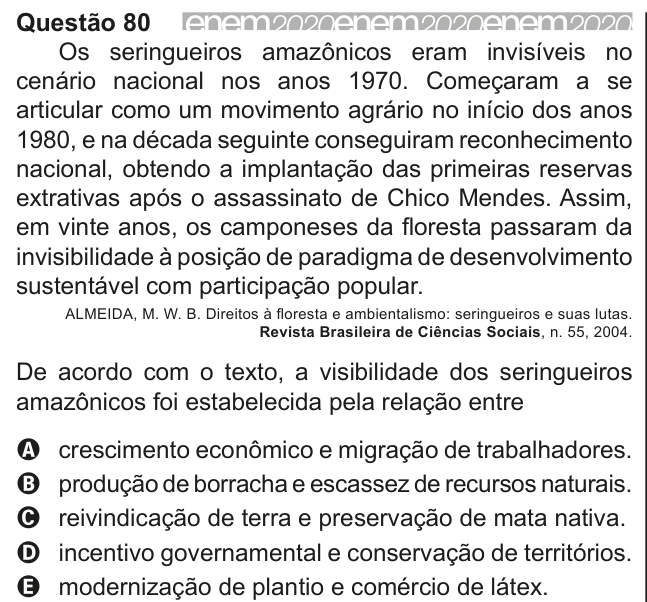 Questão 80 enem2020enem2020enem2020
Os seringueiros amazônicos eram invisíveis no
cenário nacional nos anos 1970. Começaram a se
articular como um movimento agrário no início dos anos
1980, e na década seguinte conseguiram reconhecimento
nacional, obtendo a implantação das primeiras reservas
extrativas após o assassinato de Chico Mendes. Assim,
em vinte anos, os camponeses da floresta passaram da
invisibilidade à posição de paradigma de desenvolvimento
sustentável com participação popular.
ALMEIDA, M. W. B. Direitos à floresta e ambientalismo: seringueiros e suas lutas.
Revista Brasileira de Ciências Sociais, n. 55, 2004.
De acordo com o texto, a visibilidade dos seringueiros
amazônicos foi estabelecida pela relação entre
A crescimento econômico e migração de trabalhadores.
B produção de borracha e escassez de recursos naturais.
C reivindicação de terra e preservação de mata nativa.
D incentivo governamental e conservação de territórios.
E modernização de plantio e comércio de látex.